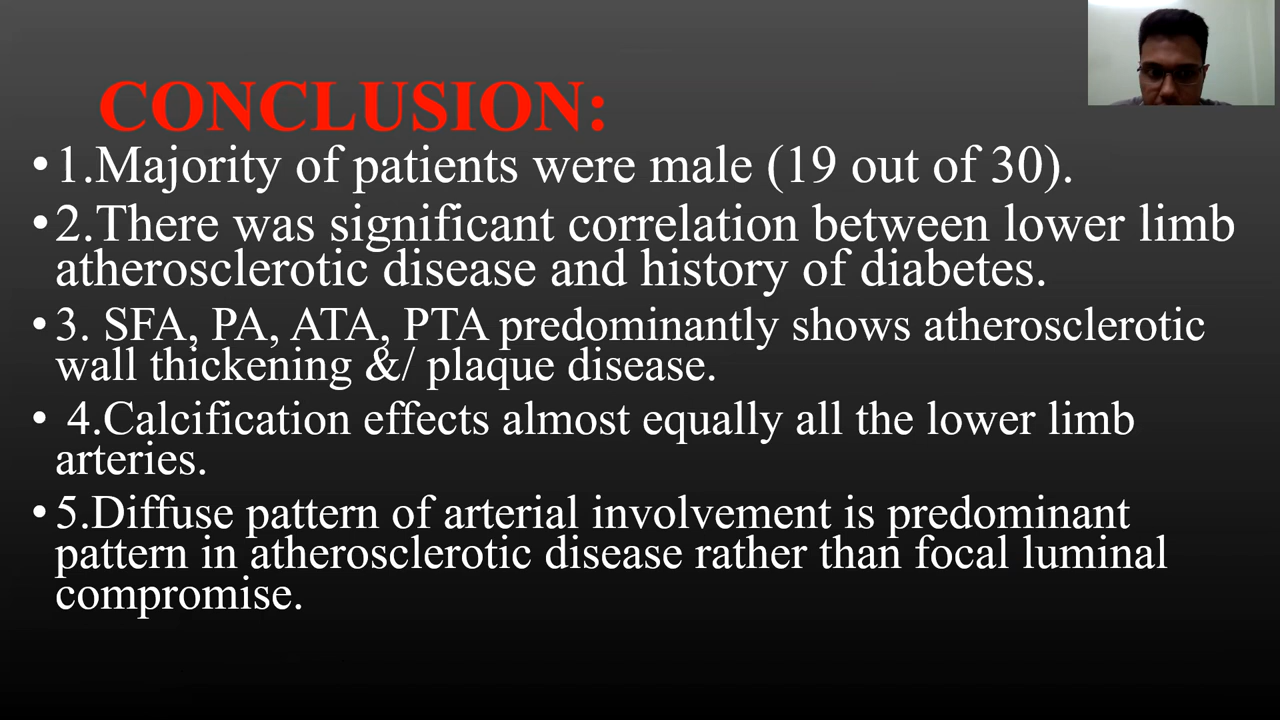 CONCLUSION:
•1.Majority of patients were male (19 out of 30).
•2.There was significant correlation between lower limb
atherosclerotic disease and history of diabetes.
•3. SFA, PA, ATA, PTA predominantly shows atherosclerotic
wall thickening &/ plaque disease.
• 4.Calcification effects almost equally all the lower limb
arteries.
•5.Diffuse pattern of arterial involvement is predominant
pattern in atherosclerotic disease rather than focal luminal
compromise.